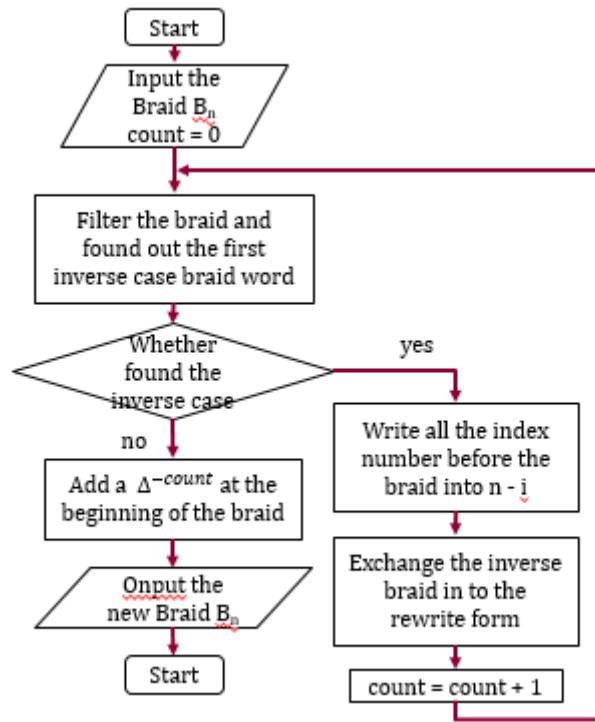 Start
Input the
Braid Bₙ
count = 0
Filter the braid and
found out the first
inverse case braid word
Whether
found the
inverse case
yes
no
Write all the index
number before the
braid into n - i
Add a Δ⁻ᶜᵒᵘⁿᵗ at the
beginning of the braid
Exchange the inverse
braid in to the
rewrite form
Onput the
new Braid Bₙ
Start
count = count + 1